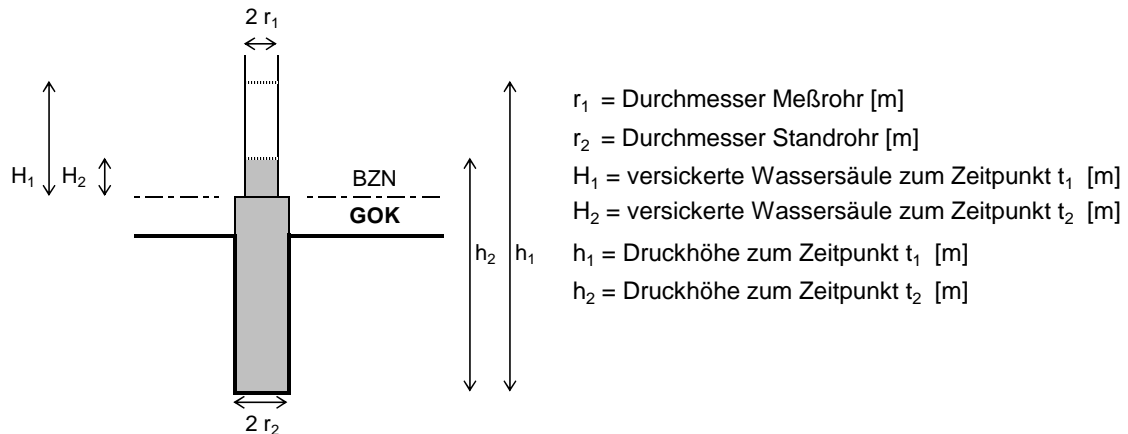 2 r₁
r₁ = Durchmesser Meßrohr [m]
r₂ = Durchmesser Standrohr [m]
H₁ H₂ BZN H₁ = versickerte Wassersäule zum Zeitpunkt t₁ [m]
GOK H₂ = versickerte Wassersäule zum Zeitpunkt t₂ [m]
h₂ h₁ h₁ = Druckhöhe zum Zeitpunkt t₁ [m]
h₂ = Druckhöhe zum Zeitpunkt t₂ [m]
2 r₂